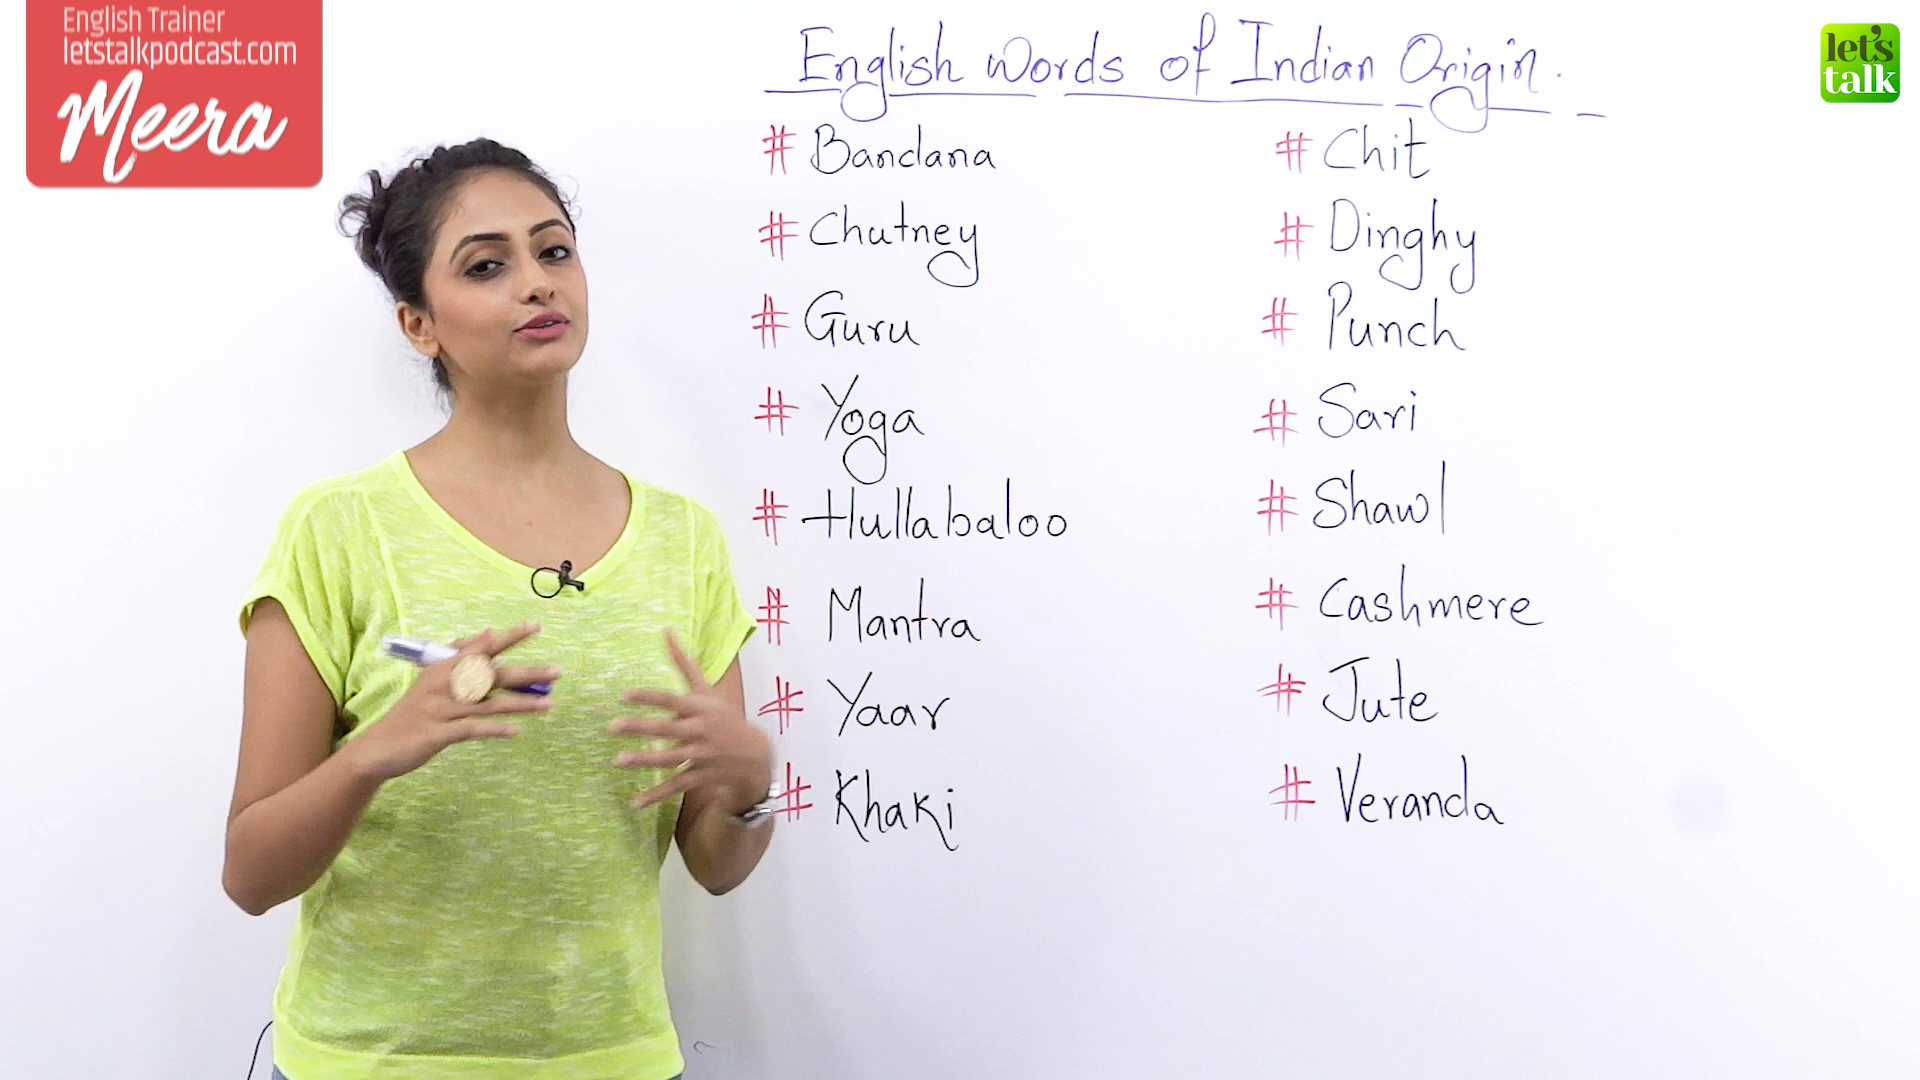 English Trainer
letstalkpodcast.com
Meera
let's
talk
English Words of Indian Origin.
# Bandana
# Chutney
# Guru
# Yoga
# Hullabaloo
# Mantra
# Yaar
# Khaki
# Chit
# Dinghy
# Punch
# Sari
# Shawl
# Cashmere
# Jute
# Veranda